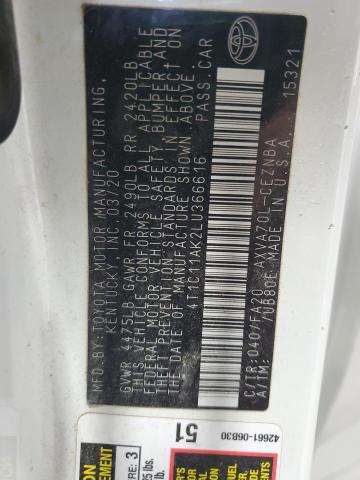 MFD.BY:TOYOTA MOTOR MANUFACTURING,
KENTUCKY, INC. 03/20
GVWR 4475LB GAWR FR 2490LB RR 2420LB
THIS VEHICLE CONFORMS TO ALL APPLICABLE
FEDERAL MOTOR VEHICLE SAFETY, BUMPER, AND
THEFT PREVENTION STANDARDS IN EFFECT ON
THE DATE OF MANUFACTURE SHOWN ABOVE.
4T1C11AK2LU366616 PASS.CAR
C/TR:040//FA20 AXVA70L-CEZNBA
A/TM: /UB80E MADE IN U.S.A. 15321
TOYOTA
51
42661-06B30